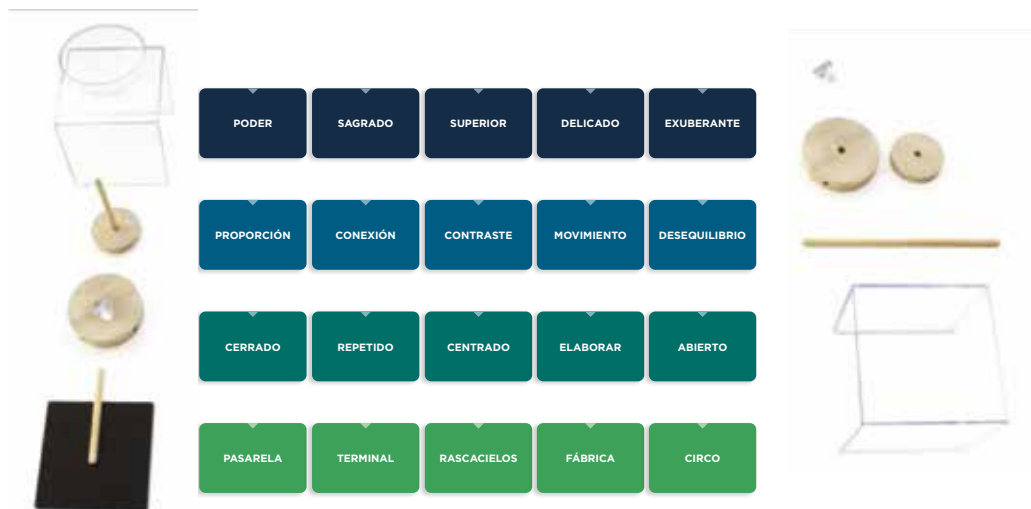 PODER SAGRADO SUPERIOR DELICADO EXUBERANTE
PROPORCIÓN CONEXIÓN CONTRASTE MOVIMIENTO DESEQUILIBRIO
CERRADO REPETIDO CENTRADO ELABORAR ABIERTO
PASARELA TERMINAL RASCACIELOS FÁBRICA CIRCO